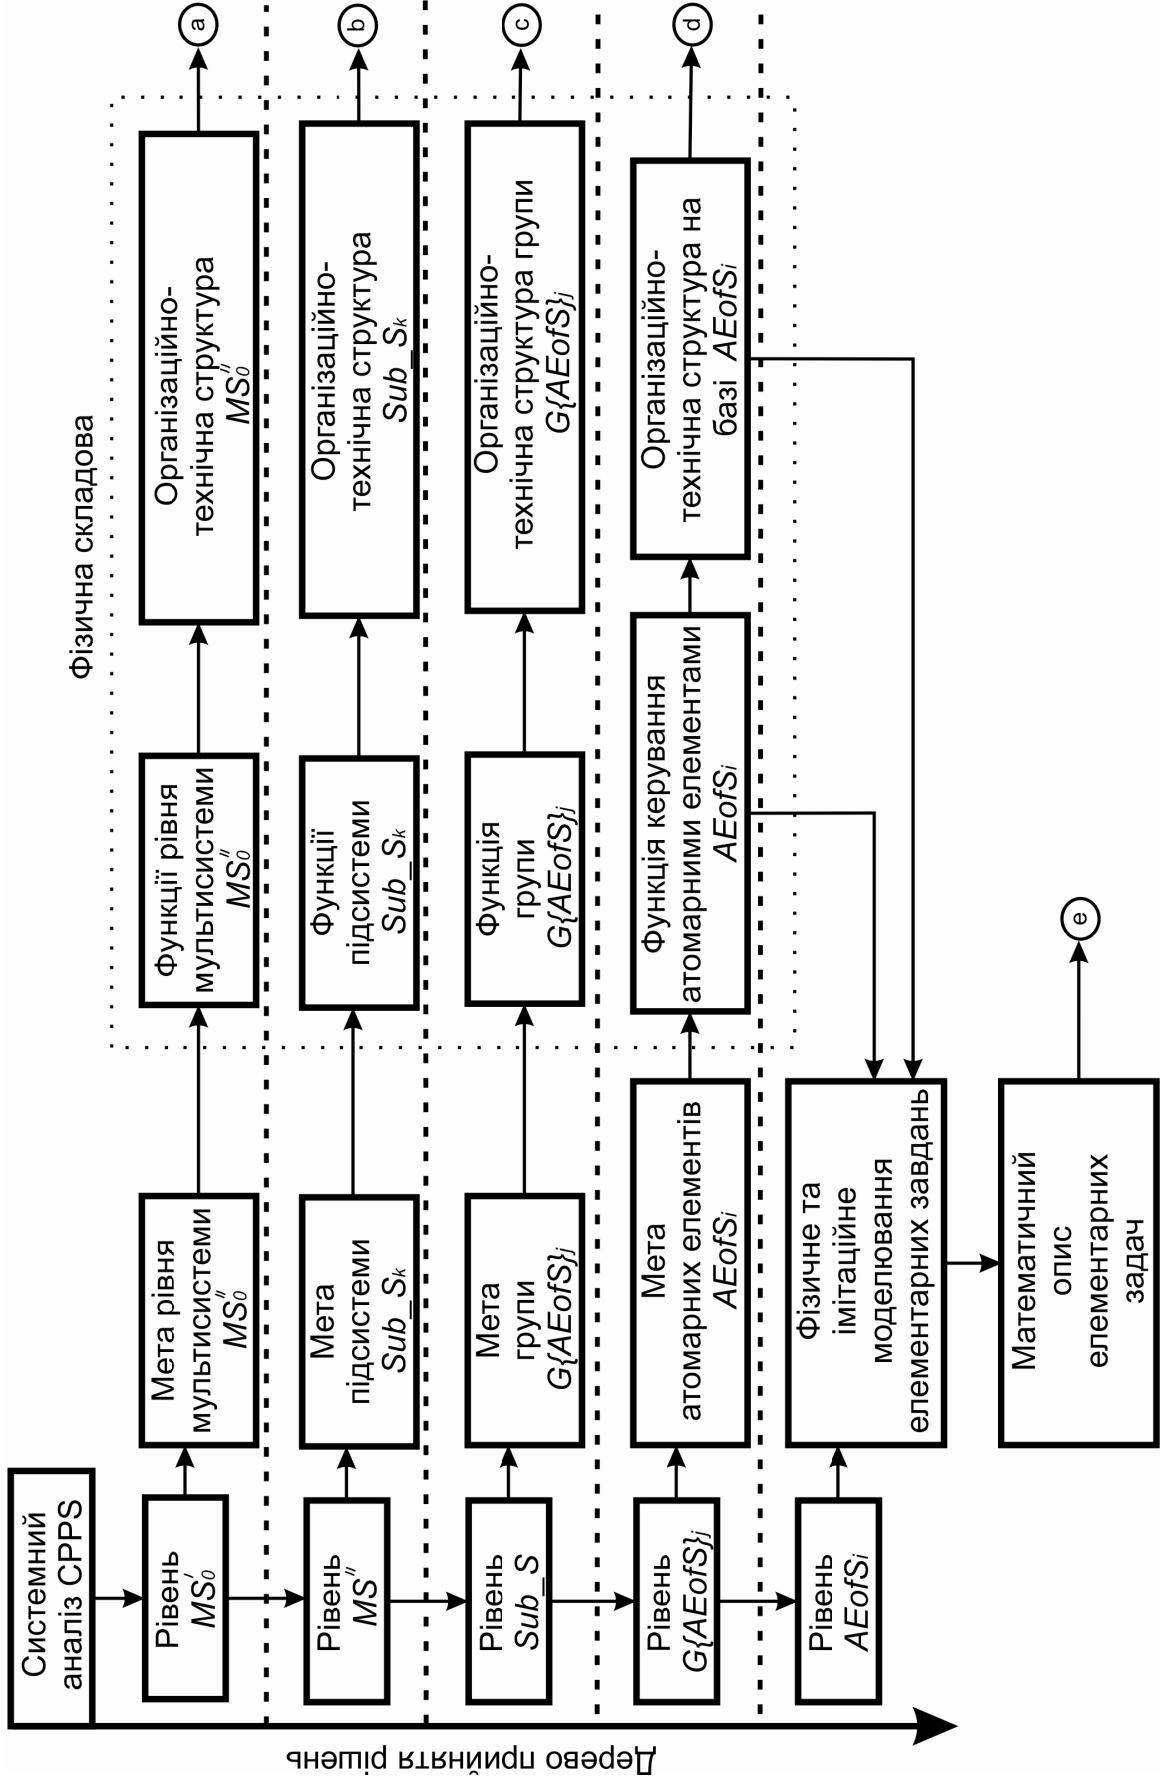 Системний
аналіз CPPS
Фізична складова
Рівень
MS₀′
Мета рівня
мультисистеми
MS₀″
Функції рівня
мультисистеми
MS₀″
Організаційно-
технічна структура
MS₀″
a
Рівень
MS″
Мета
підсистеми
Sub_Sₖ
Функції
підсистеми
Sub_Sₖ
Організаційно-
технічна структура
Sub_Sₖ
b
Рівень
Sub_S
Мета
групи
G{AEofS}ⱼ
Функція
групи
G{AEofS}ⱼ
Організаційно-
технічна структура групи
G{AEofS}ⱼ
c
Рівень
G{AEofS}ⱼ
Мета
атомарних елементів
AEofSᵢ
Функція керування
атомарними елементами
AEofSᵢ
Організаційно-
технічна структура на
базі AEofSᵢ
d
Рівень
AEofSᵢ
Фізичне та
імітаційне
моделювання
елементарних завдань
Математичний
опис
елементарних
задач
e
Дерево прийняття рішень